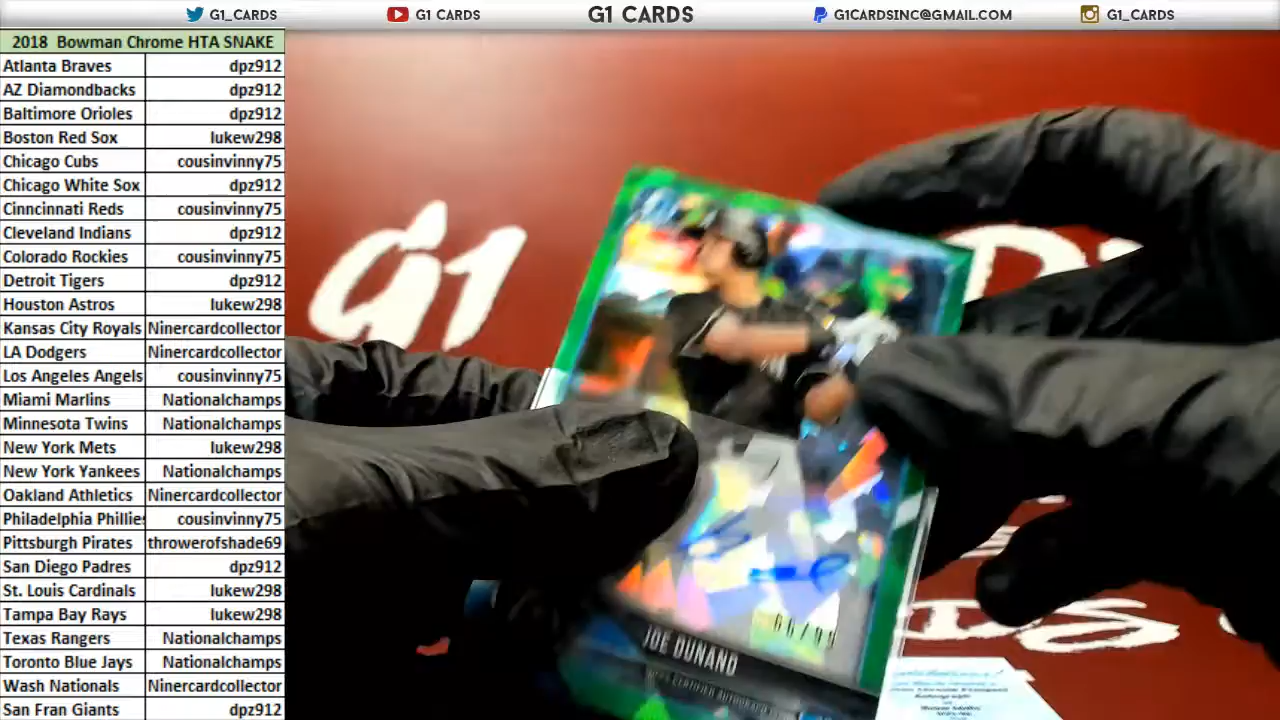 G1_CARDS
G1 CARDS
G1 CARDS
G1CARDSINC@GMAIL.COM
G1_CARDS
2018 Bowman Chrome HTA SNAKE
Atlanta Braves dpz912
AZ Diamondbacks dpz912
Baltimore Orioles dpz912
Boston Red Sox lukew298
Chicago Cubs cousinvinny75
Chicago White Sox dpz912
Cinncinnati Reds cousinvinny75
Cleveland Indians dpz912
Colorado Rockies cousinvinny75
Detroit Tigers dpz912
Houston Astros lukew298
Kansas City Royals Ninercardcollector
LA Dodgers Ninercardcollector
Los Angeles Angels cousinvinny75
Miami Marlins Nationalchamps
Minnesota Twins Nationalchamps
New York Mets lukew298
New York Yankees Nationalchamps
Oakland Athletics Ninercardcollector
Philadelphia Phillies cousinvinny75
Pittsburgh Pirates throwerofshade69
San Diego Padres dpz912
St. Louis Cardinals lukew298
Tampa Bay Rays lukew298
Texas Rangers Nationalchamps
Toronto Blue Jays Nationalchamps
Wash Nationals Ninercardcollector
San Fran Giants dpz912
G1
JOE DUNAND
CERTIFIED AUTOGRAPH